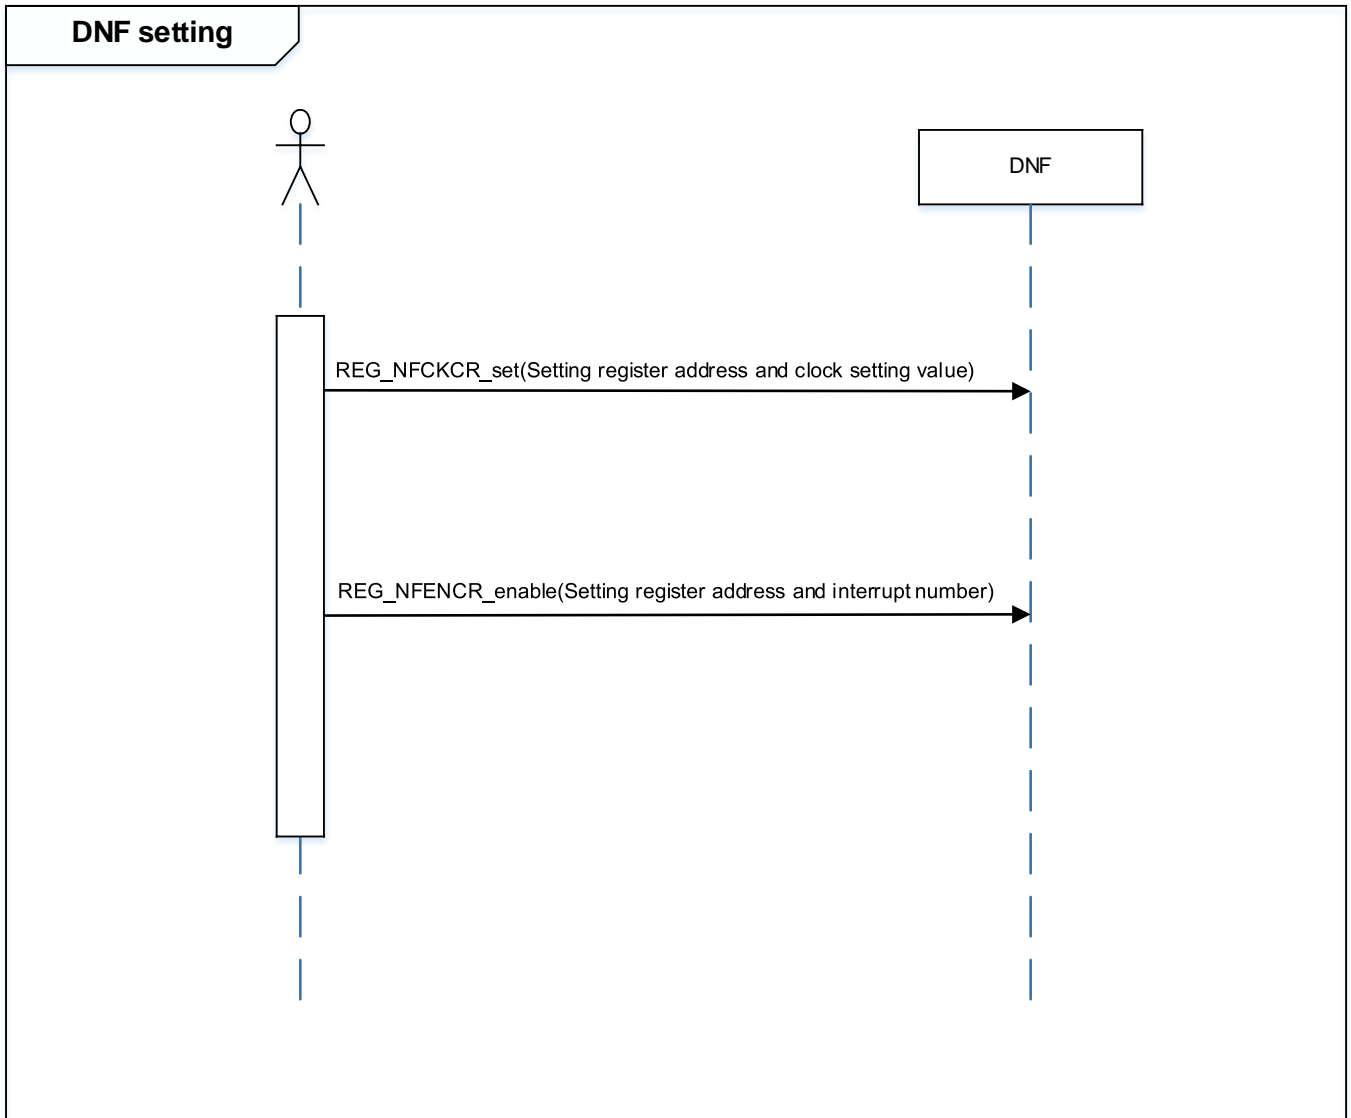 DNF setting
DNF
REG_NFCKCR_set(Setting register address and clock setting value)
REG_NFENCR_enable(Setting register address and interrupt number)